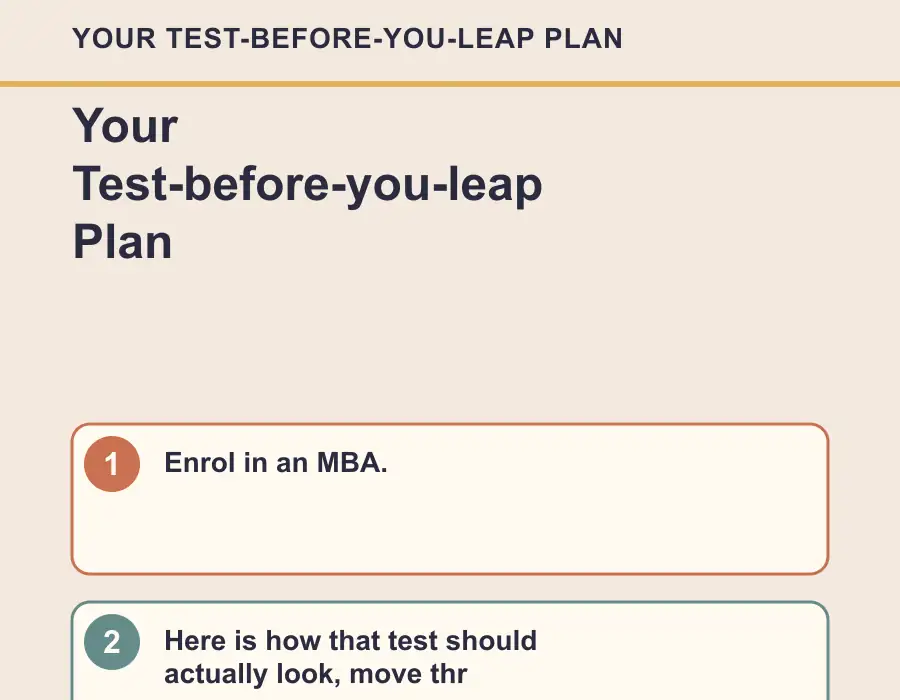 YOUR TEST-BEFORE-YOU-LEAP PLAN
Your
Test-before-you-leap
Plan
1
Enrol in an MBA.
2
Here is how that test should
actually look, move thr